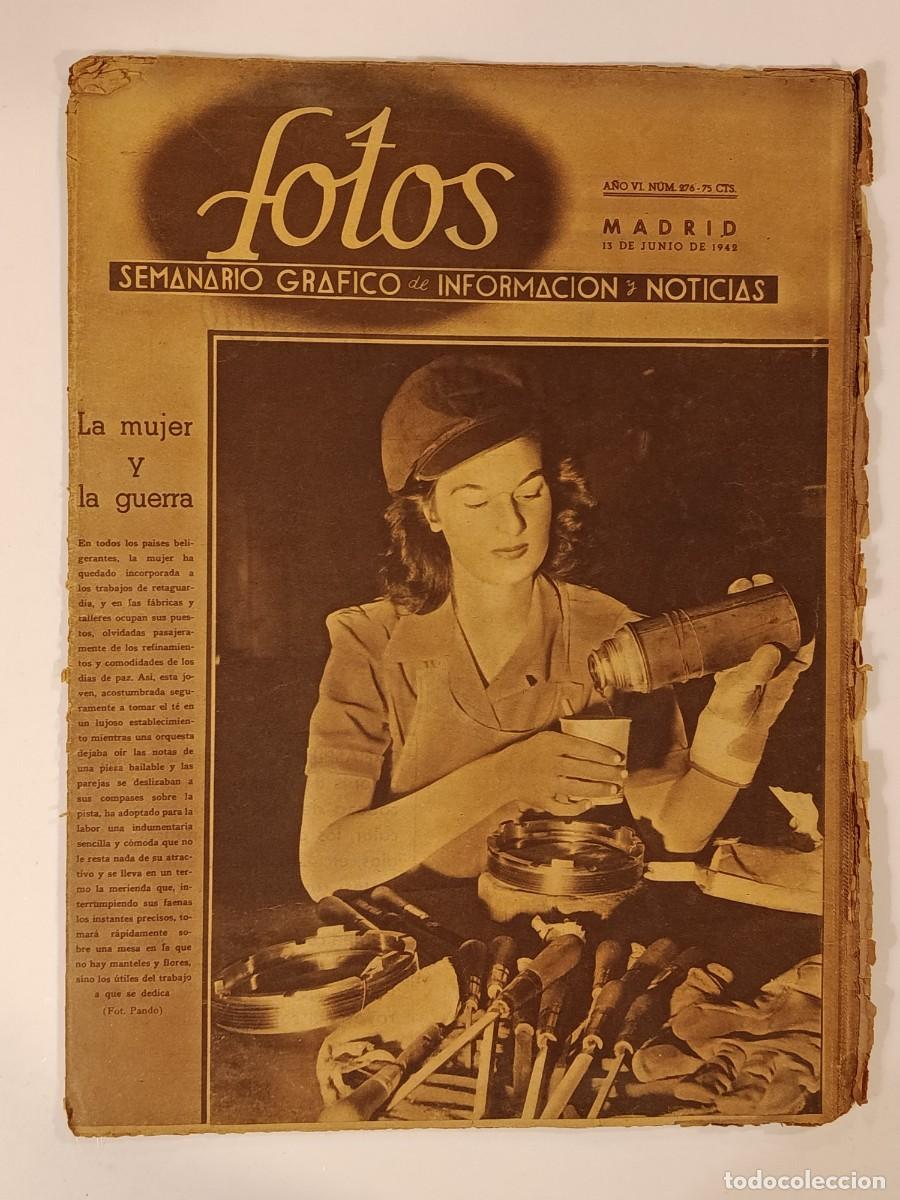 fotos
AÑO VI. NÚM. 276 - 75 CTS.
MADRID
13 DE JUNIO DE 1942
SEMANARIO GRAFICO de INFORMACION y NOTICIAS
La mujer
y
la guerra
En todos los paises beli-
gerantes, la mujer ha
quedado incorporada a
los trabajos de retaguar-
dia, y en las fábricas y
talleres ocupan sus pues-
tos, olvidadas pasajera-
mente de los refinamien-
tos y comodidades de los
dias de paz. Asi, esta jo-
ven, acostumbrada segu-
ramente a tomar el té en
un lujoso establecimien-
to mientras una orquesta
dejaba oir las notas de
una pieza bailable y las
parejas se deslizaban a
sus compases sobre la
pista, ha adoptado para la
labor una indumentaria
sencilla y cómoda que no
le resta nada de su atrac-
tivo y se lleva en un ter-
mo la merienda que, in-
terrumpiendo sus faenas
los instantes precisos, to-
mará rápidamente so-
bre una mesa en la que
no hay manteles y flores,
sino los útiles del trabajo
a que se dedica
(Fot. Pando)
todocoleccion